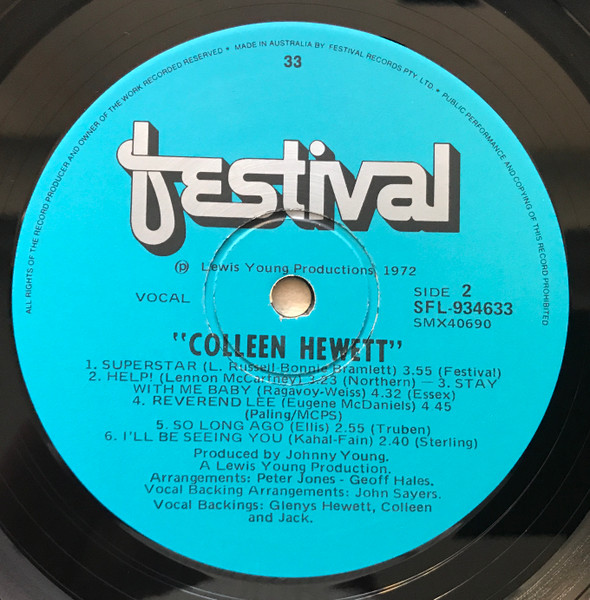 ALL RIGHTS OF THE RECORD PRODUCER AND OWNER OF THE WORK RECORDED RESERVED * MADE IN AUSTRALIA BY FESTIVAL RECORDS PTY. LTD. * PUBLIC PERFORMANCE AND COPYING OF THIS RECORD PROHIBITED.
33
festival
℗ Lewis Young Productions, 1972
VOCAL
SIDE 2
SFL-934633
SMX40690
"COLLEEN HEWETT"
1. SUPERSTAR (L. Russell-Bonnie Bramlett) 3.55 (Festival)
2. HELP! (Lennon McCartney) 3.23 (Northern) — 3. STAY
WITH ME BABY (Ragavoy-Weiss) 4.32 (Essex)
4. REVEREND LEE (Eugene McDaniels) 4 45
(Paling/MCPS)
5. SO LONG AGO (Ellis) 2.55 (Truben)
6. I'LL BE SEEING YOU (Kahal-Fain) 2.40 (Sterling)
Produced by Johnny Young.
A Lewis Young Production.
Arrangements: Peter Jones - Geoff Hales.
Vocal Backing Arrangements: John Sayers.
Vocal Backings: Glenys Hewett, Colleen
and Jack.